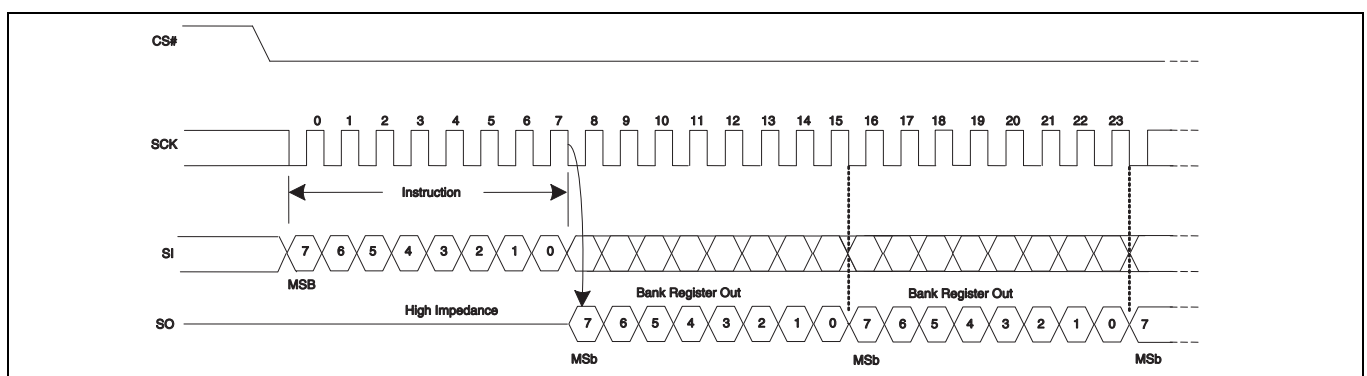 CS#
0 1 2 3 4 5 6 7 8 9 10 11 12 13 14 15 16 17 18 19 20 21 22 23
SCK
Instruction
SI 7 6 5 4 3 2 1 0
MSB
Bank Register Out Bank Register Out
High Impedance
SO 7 6 5 4 3 2 1 0 7 6 5 4 3 2 1 0 7
MSb MSb MSb